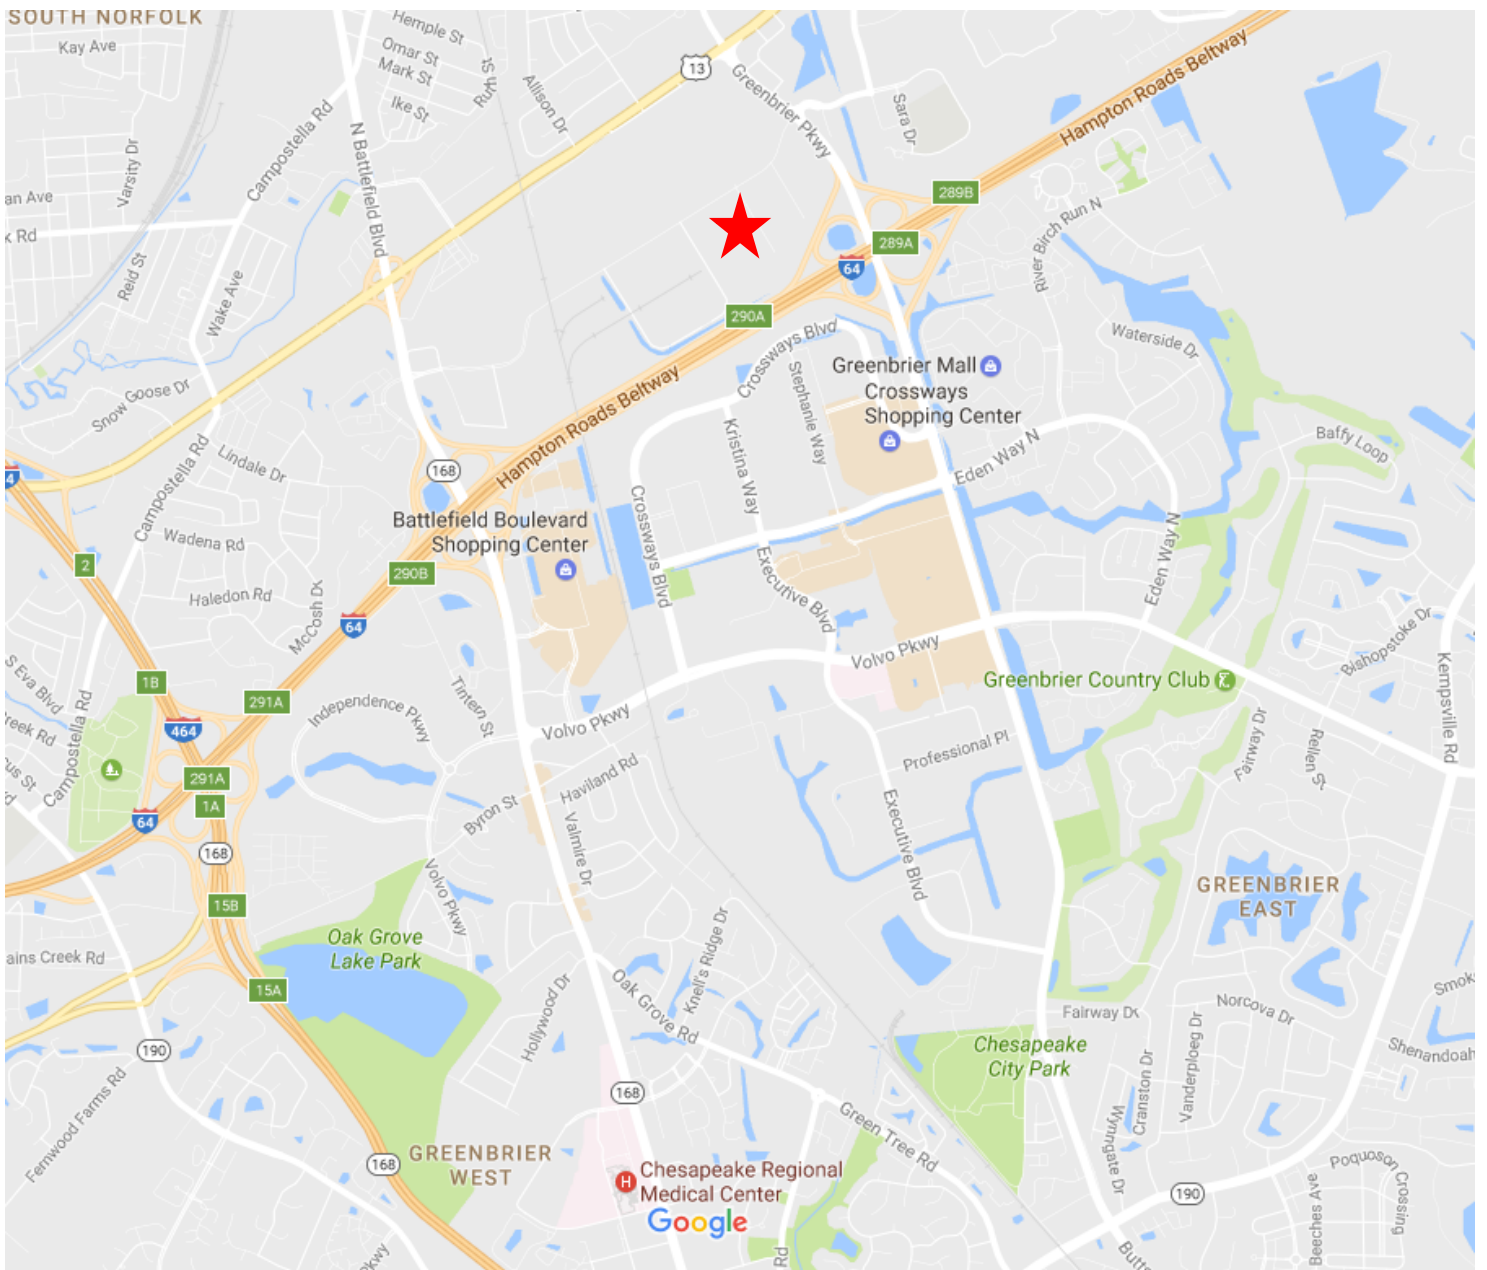 SOUTH NORFOLK
Kay Ave
Hemple St
Omar St
Mark St
Ike St
Allison Dr
13
Greenbrier Pkwy
Sara Dr
Hampton Roads Beltway
Campostella Rd
N Battlefield Blvd
Varsity Dr
an Ave
Rd
Reid St
Wake Ave
289B
289A
64
290A
River Birch Run N
Waterside Dr
Crossways Blvd
Stephanie Way
Greenbrier Mall
Crossways
Shopping Center
Snow Goose Dr
Hampton Roads Beltway
Kristina Way
Eden Way N
Baffy Loop
Lindale Dr
Campostella Rd
168
4
Battlefield Boulevard
Shopping Center
Crossways Blvd
Wadena Rd
2
290B
Executive Blvd
Eden Way N
Haledon Rd
McCosh Dr
64
Volvo Pkwy
Bishopstoke Dr
Kempsville Rd
S Eva Blvd
1B
291A
Greenbrier Country Club
Tintern St
Independence Pkwy
Volvo Pkwy
464
reek Rd
Campostella Rd
Professional Pl
Fairway Dr
Rellen St
cus St
291A
1A
64
Haviland Rd
Byron St
Executive Blvd
168
Valmire Dr
Volvo Pkwy
GREENBRIER
EAST
15B
Oak Grove
Lake Park
ains Creek Rd
Knell's Ridge Dr
15A
Hollywood Dr
Oak Grove Rd
Fairway Dr
Norcova Dr
Smok
190
Chesapeake
City Park
Shenandoah
Fernwood Farms Rd
168
Vanderploeg Dr
Cranston Dr
Wyngate Dr
Green Tree Rd
168
GREENBRIER
WEST
Chesapeake Regional
Medical Center
H
Google
190
Poquoson Crossing
Beeches Ave
Butts
Rd
kwy